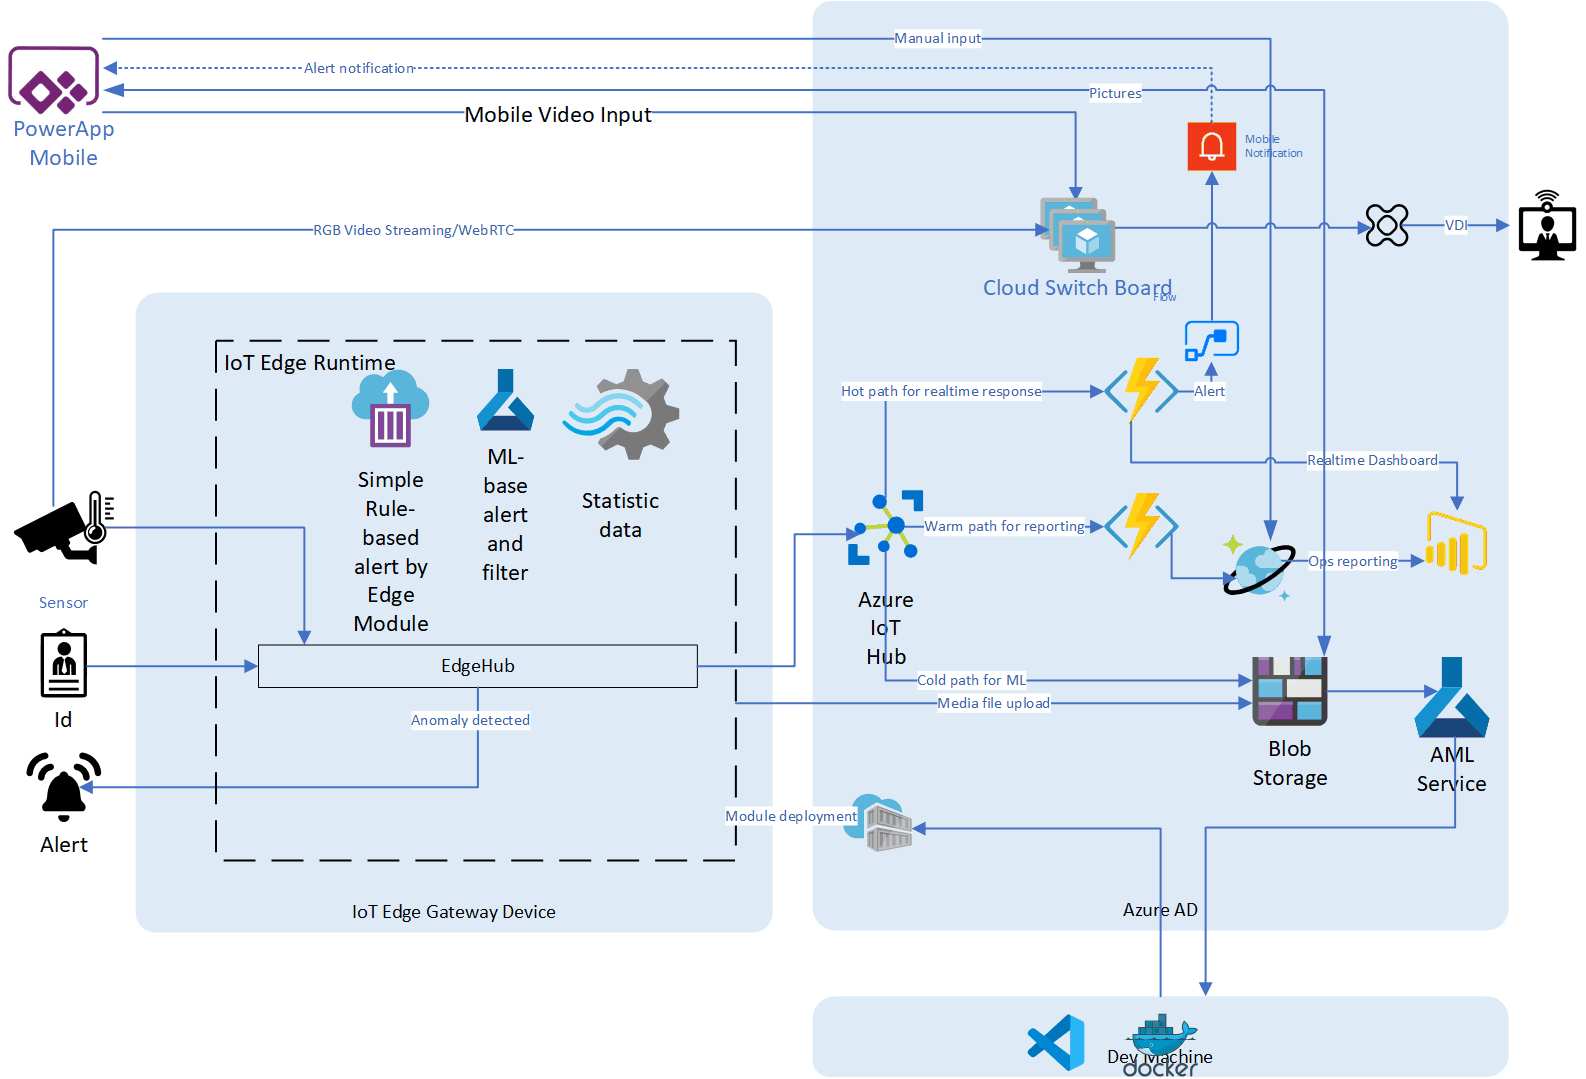 Manual input
Alert notification
Pictures
Mobile Video Input
PowerApp
Mobile
Mobile
Notification
RGB Video Streaming/WebRTC
VDI
Cloud Switch Board
Flow
IoT Edge Runtime
Hot path for realtime response
Alert
Simple
Rule-
based
alert by
Edge
Module
ML-
base
alert
and
filter
Statistic
data
Realtime Dashboard
Warm path for reporting
Ops reporting
Sensor
Azure
IoT
Hub
EdgeHub
Cold path for ML
Media file upload
Id
Anomaly detected
Blob
Storage
AML
Service
Module deployment
Alert
IoT Edge Gateway Device
Azure AD
Dev Machine
docker